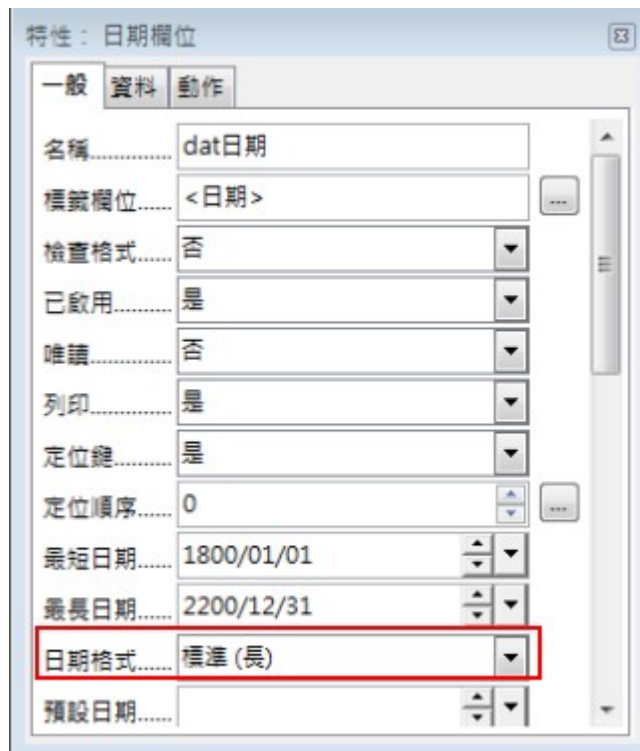 特性： 日期欄位
一般 資料 動作
名稱.............. dat日期
標籤欄位...... <日期> ...
檢查格式...... 否
已啟用.......... 是
唯讀.............. 否
列印.............. 是
定位鍵.......... 是
定位順序...... 0 ...
最短日期...... 1800/01/01
最長日期...... 2200/12/31
日期格式...... 標準 (長)
預設日期......